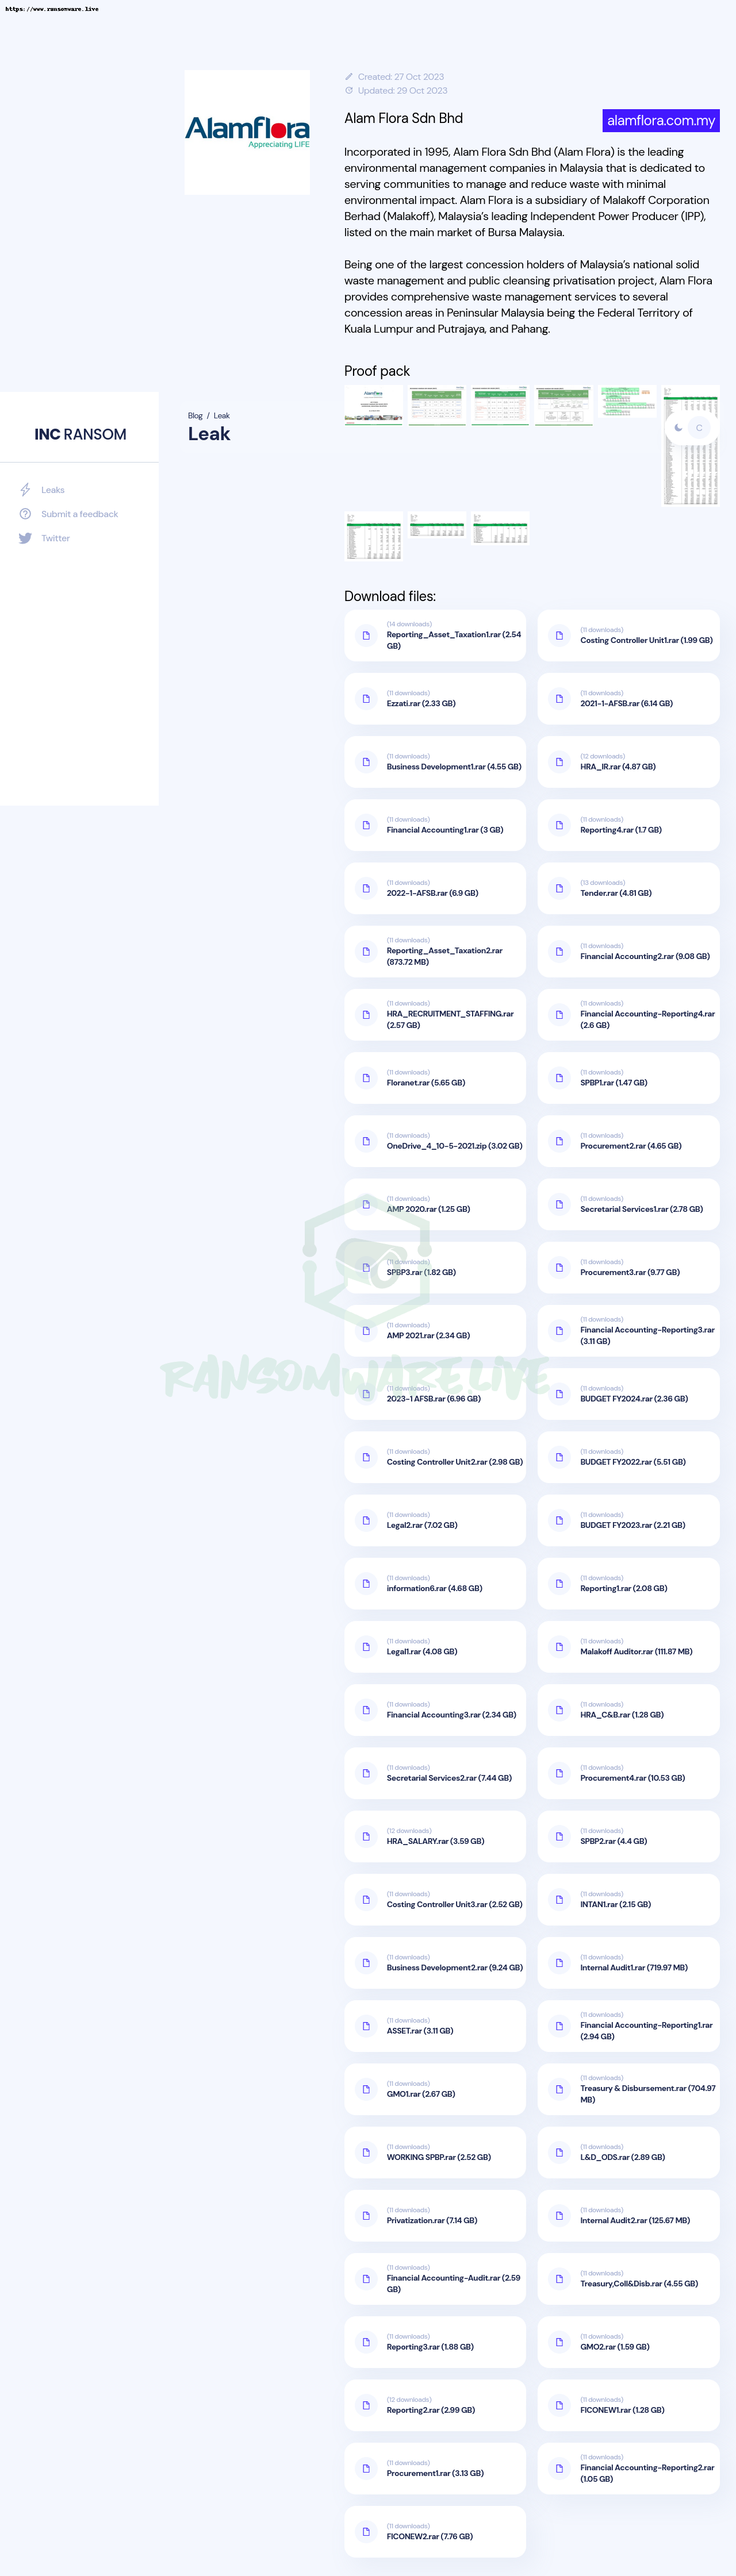 https://www.ransomware.live
Created: 27 Oct 2023
Updated: 29 Oct 2023
Alamflora
Appreciating LIFE
Alam Flora Sdn Bhd
alamflora.com.my
Incorporated in 1995, Alam Flora Sdn Bhd (Alam Flora) is the leading
environmental management companies in Malaysia that is dedicated to
serving communities to manage and reduce waste with minimal
environmental impact. Alam Flora is a subsidiary of Malakoff Corporation
Berhad (Malakoff), Malaysia's leading Independent Power Producer (IPP),
listed on the main market of Bursa Malaysia.
Being one of the largest concession holders of Malaysia's national solid
waste management and public cleansing privatisation project, Alam Flora
provides comprehensive waste management services to several
concession areas in Peninsular Malaysia being the Federal Territory of
Kuala Lumpur and Putrajaya, and Pahang.
Proof pack
INC RANSOM
Leaks
Submit a feedback
Twitter
Blog / Leak
Leak
C
Download files:
(14 downloads)
Reporting_Asset_Taxation1.rar (2.54
GB)
(11 downloads)
Costing Controller Unit1.rar (1.99 GB)
(11 downloads)
Ezzati.rar (2.33 GB)
(11 downloads)
2021-1-AFSB.rar (6.14 GB)
(11 downloads)
Business Development1.rar (4.55 GB)
(12 downloads)
HRA_IR.rar (4.87 GB)
(11 downloads)
Financial Accounting1.rar (3 GB)
(11 downloads)
Reporting4.rar (1.7 GB)
(11 downloads)
2022-1-AFSB.rar (6.9 GB)
(13 downloads)
Tender.rar (4.81 GB)
(11 downloads)
Reporting_Asset_Taxation2.rar
(873.72 MB)
(11 downloads)
Financial Accounting2.rar (9.08 GB)
(11 downloads)
HRA_RECRUITMENT_STAFFING.rar
(2.57 GB)
(11 downloads)
Financial Accounting-Reporting4.rar
(2.6 GB)
(11 downloads)
Floranet.rar (5.65 GB)
(11 downloads)
SPBP1.rar (1.47 GB)
(11 downloads)
OneDrive_4_10-5-2021.zip (3.02 GB)
(11 downloads)
Procurement2.rar (4.65 GB)
(11 downloads)
AMP 2020.rar (1.25 GB)
(11 downloads)
Secretarial Services1.rar (2.78 GB)
(11 downloads)
SPBP3.rar (1.82 GB)
(11 downloads)
Procurement3.rar (9.77 GB)
(11 downloads)
AMP 2021.rar (2.34 GB)
(11 downloads)
Financial Accounting-Reporting3.rar
(3.11 GB)
RANSOMWARE LIVE
(11 downloads)
2023-1 AFSB.rar (6.96 GB)
(11 downloads)
BUDGET FY2024.rar (2.36 GB)
(11 downloads)
Costing Controller Unit2.rar (2.98 GB)
(11 downloads)
BUDGET FY2022.rar (5.51 GB)
(11 downloads)
Legal2.rar (7.02 GB)
(11 downloads)
BUDGET FY2023.rar (2.21 GB)
(11 downloads)
information6.rar (4.68 GB)
(11 downloads)
Reporting1.rar (2.08 GB)
(11 downloads)
Legal1.rar (4.08 GB)
(11 downloads)
Malakoff Auditor.rar (111.87 MB)
(11 downloads)
Financial Accounting3.rar (2.34 GB)
(11 downloads)
HRA_C&B.rar (1.28 GB)
(11 downloads)
Secretarial Services2.rar (7.44 GB)
(11 downloads)
Procurement4.rar (10.53 GB)
(12 downloads)
HRA_SALARY.rar (3.59 GB)
(11 downloads)
SPBP2.rar (4.4 GB)
(11 downloads)
Costing Controller Unit3.rar (2.52 GB)
(11 downloads)
INTAN1.rar (2.15 GB)
(11 downloads)
Business Development2.rar (9.24 GB)
(11 downloads)
Internal Audit1.rar (719.97 MB)
(11 downloads)
ASSET.rar (3.11 GB)
(11 downloads)
Financial Accounting-Reporting1.rar
(2.94 GB)
(11 downloads)
GMO1.rar (2.67 GB)
(11 downloads)
Treasury & Disbursement.rar (704.97
MB)
(11 downloads)
WORKING SPBP.rar (2.52 GB)
(11 downloads)
L&D_ODS.rar (2.89 GB)
(11 downloads)
Privatization.rar (7.14 GB)
(11 downloads)
Internal Audit2.rar (125.67 MB)
(11 downloads)
Financial Accounting-Audit.rar (2.59
GB)
(11 downloads)
Treasury,Coll&Disb.rar (4.55 GB)
(11 downloads)
Reporting3.rar (1.88 GB)
(11 downloads)
GMO2.rar (1.59 GB)
(12 downloads)
Reporting2.rar (2.99 GB)
(11 downloads)
FICONEW1.rar (1.28 GB)
(11 downloads)
Procurement1.rar (3.13 GB)
(11 downloads)
Financial Accounting-Reporting2.rar
(1.05 GB)
(11 downloads)
FICONEW2.rar (7.76 GB)